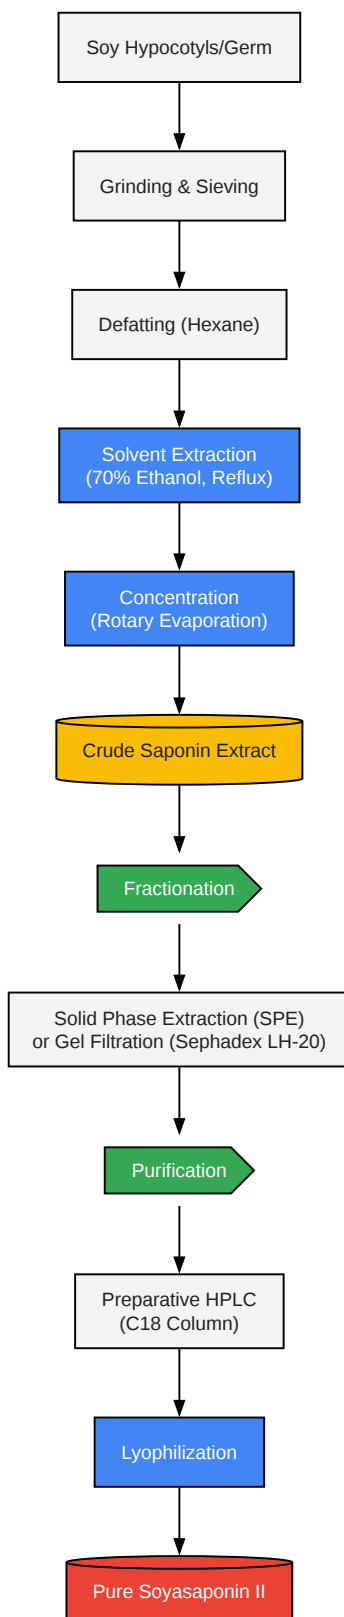 Soy Hypocotyls/Germ
Grinding & Sieving
Defatting (Hexane)
Solvent Extraction
(70% Ethanol, Reflux)
Concentration
(Rotary Evaporation)
Crude Saponin Extract
Fractionation
Solid Phase Extraction (SPE)
or Gel Filtration (Sephadex LH-20)
Purification
Preparative HPLC
(C18 Column)
Lyophilization
Pure Soyasaponin II